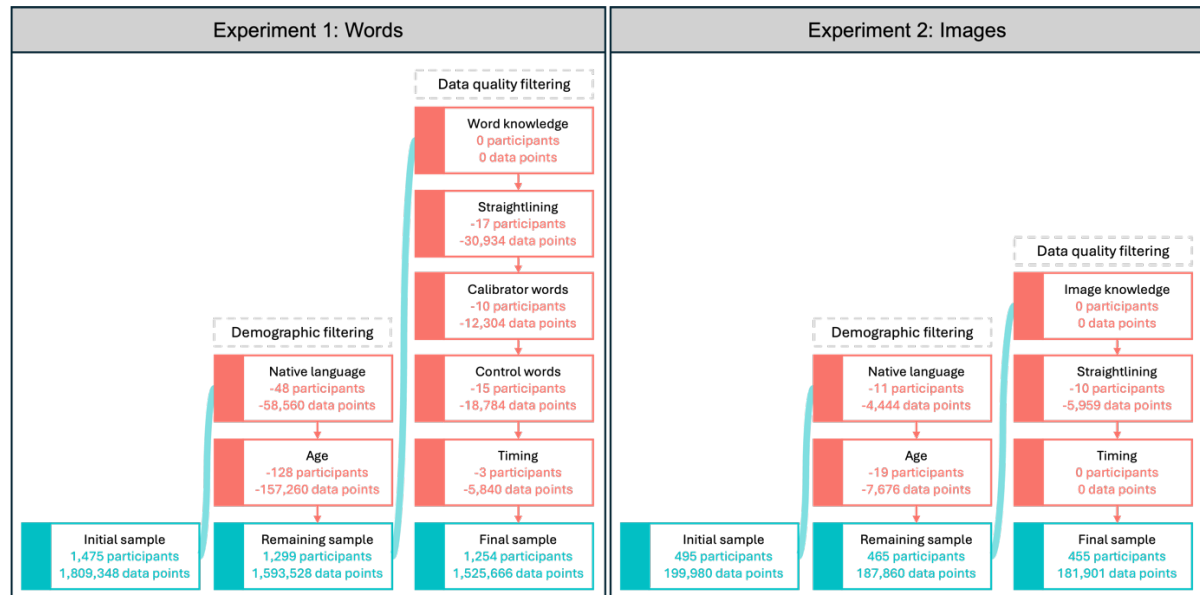 Experiment 1: Words
Data quality filtering
Word knowledge
0 participants
0 data points
Straightlining
-17 participants
-30,934 data points
Calibrator words
-10 participants
-12,304 data points
Demographic filtering
Native language
-48 participants
-58,560 data points
Control words
-15 participants
-18,784 data points
Age
-128 participants
-157,260 data points
Timing
-3 participants
-5,840 data points
Initial sample
1,475 participants
1,809,348 data points
Remaining sample
1,299 participants
1,593,528 data points
Final sample
1,254 participants
1,525,666 data points
Experiment 2: Images
Data quality filtering
Image knowledge
0 participants
0 data points
Demographic filtering
Native language
-11 participants
-4,444 data points
Straightlining
-10 participants
-5,959 data points
Age
-19 participants
-7,676 data points
Timing
0 participants
0 data points
Initial sample
495 participants
199,980 data points
Remaining sample
465 participants
187,860 data points
Final sample
455 participants
181,901 data points